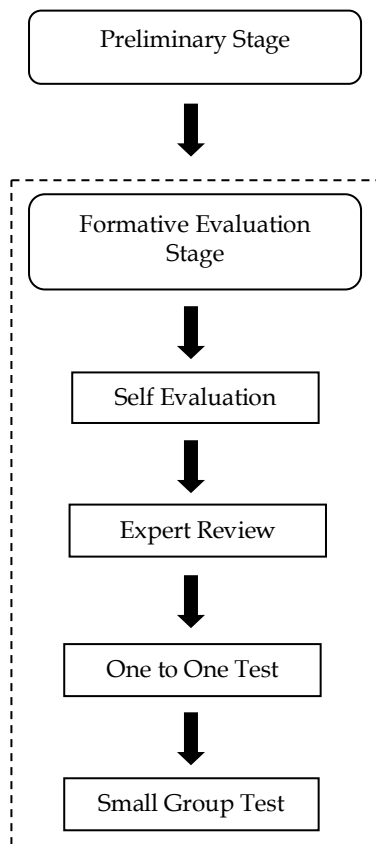 Preliminary Stage
Formative Evaluation
Stage
Self Evaluation
Expert Review
One to One Test
Small Group Test